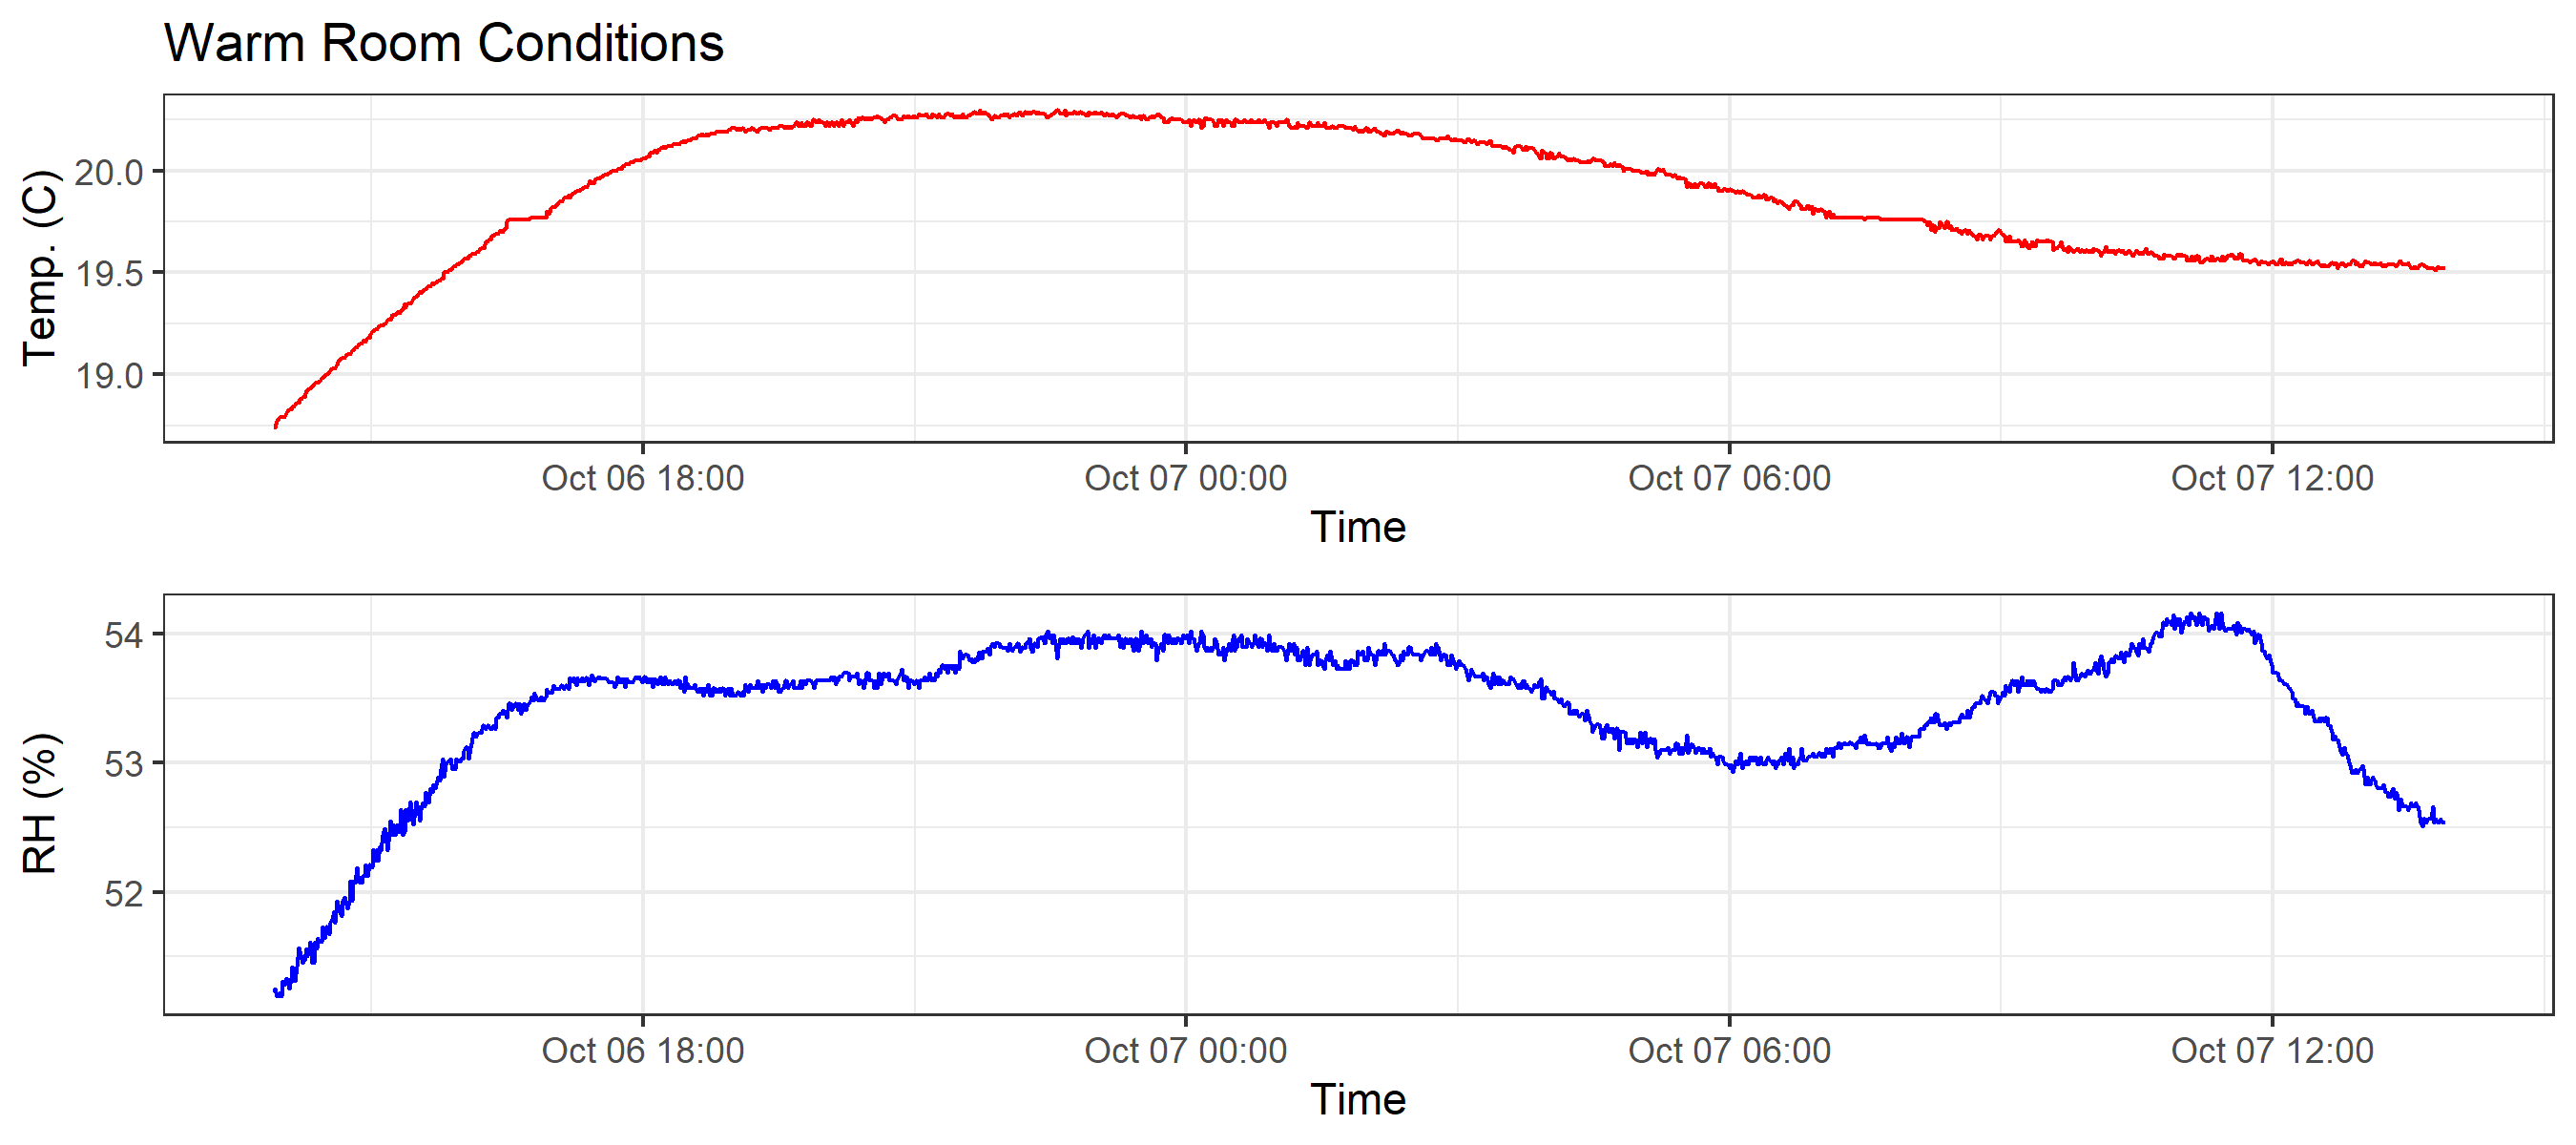 Warm Room Conditions
Temp. (C)
20.0
19.5
19.0
Oct 06 18:00 Oct 07 00:00 Oct 07 06:00 Oct 07 12:00
Time
RH (%)
54
53
52
Oct 06 18:00 Oct 07 00:00 Oct 07 06:00 Oct 07 12:00
Time